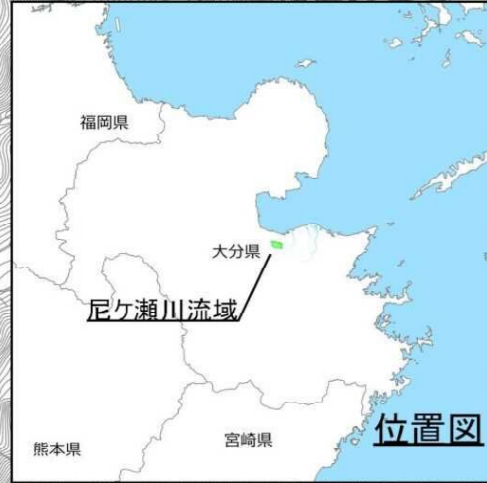 福岡県
大分県
尼ケ瀬川流域
位置図
熊本県
宮崎県